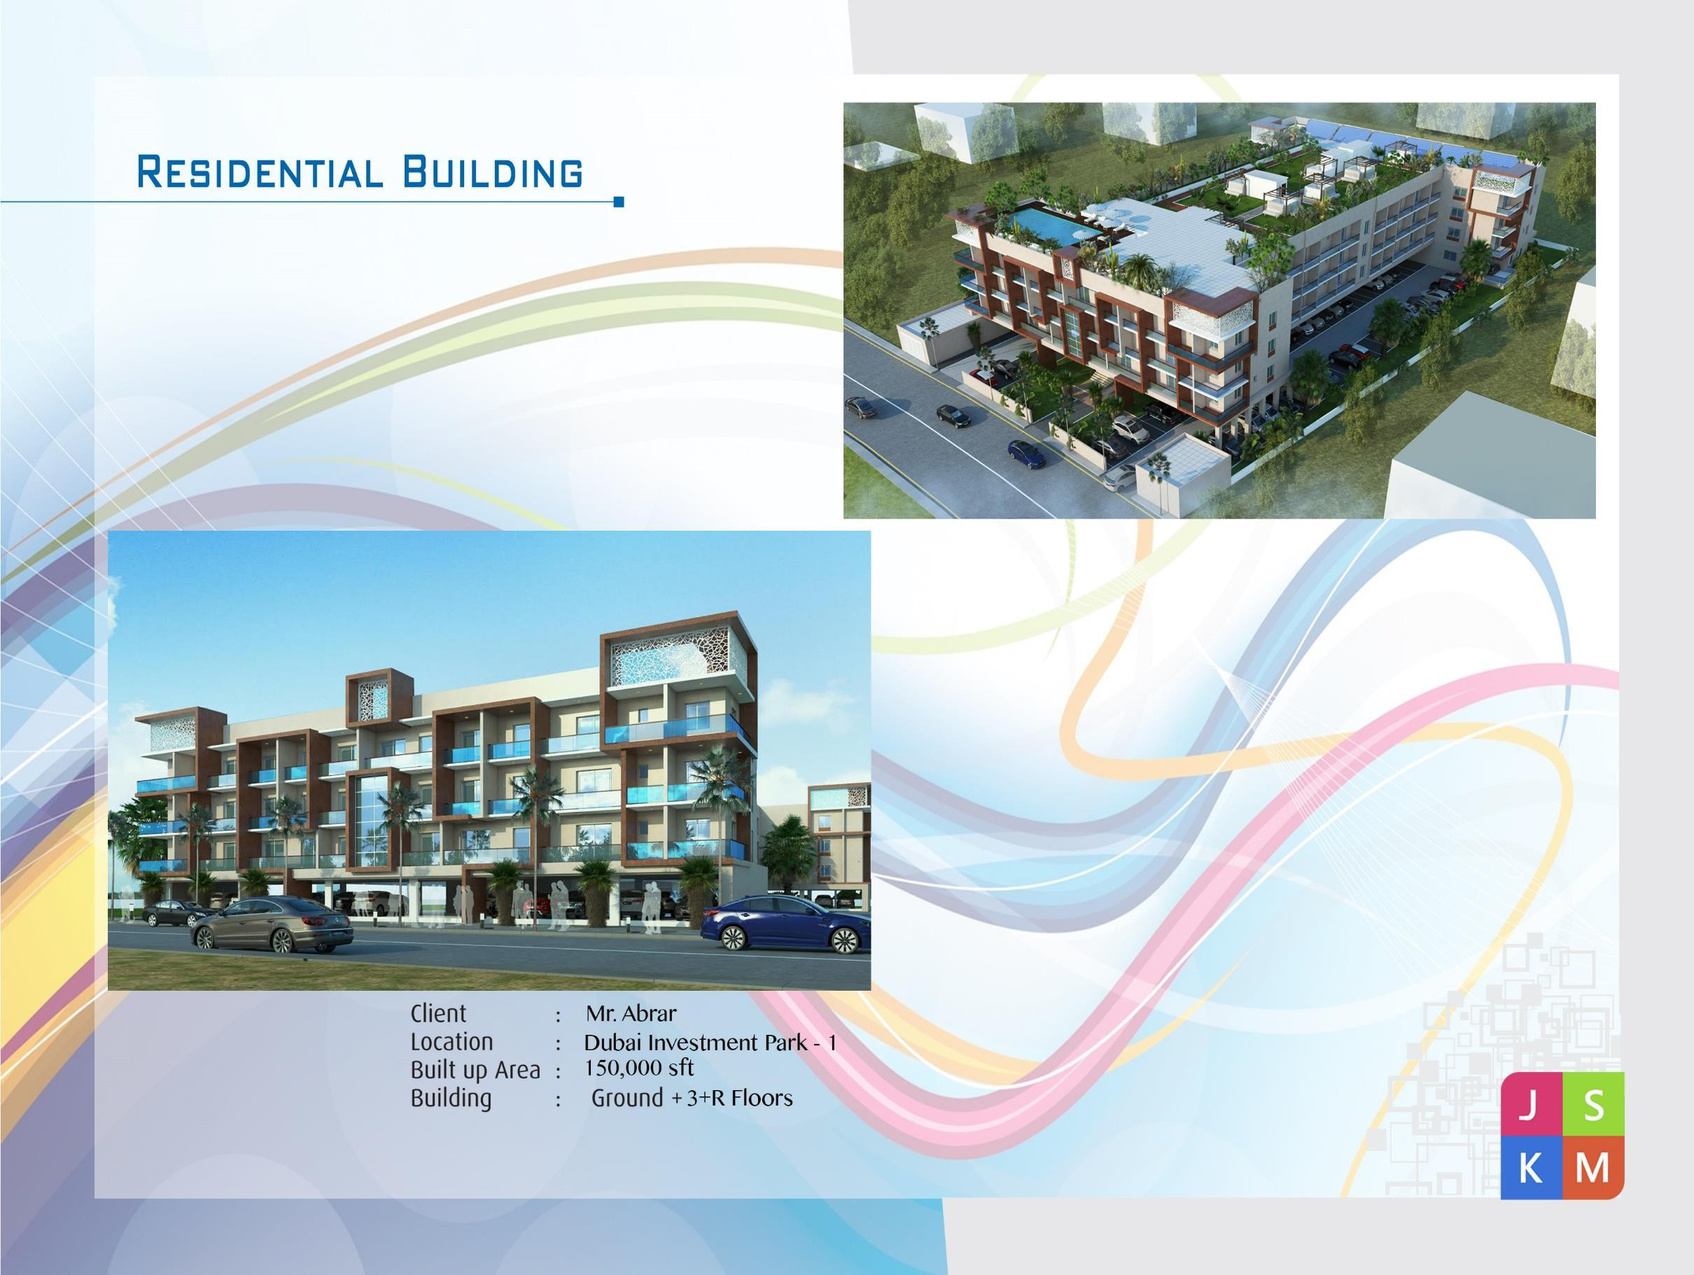 RESIDENTIAL BUILDING
Client : Mr. Abrar
Location : Dubai Investment Park - 1
Built up Area : 150,000 sft
Building : Ground + 3+R Floors
J S
K M